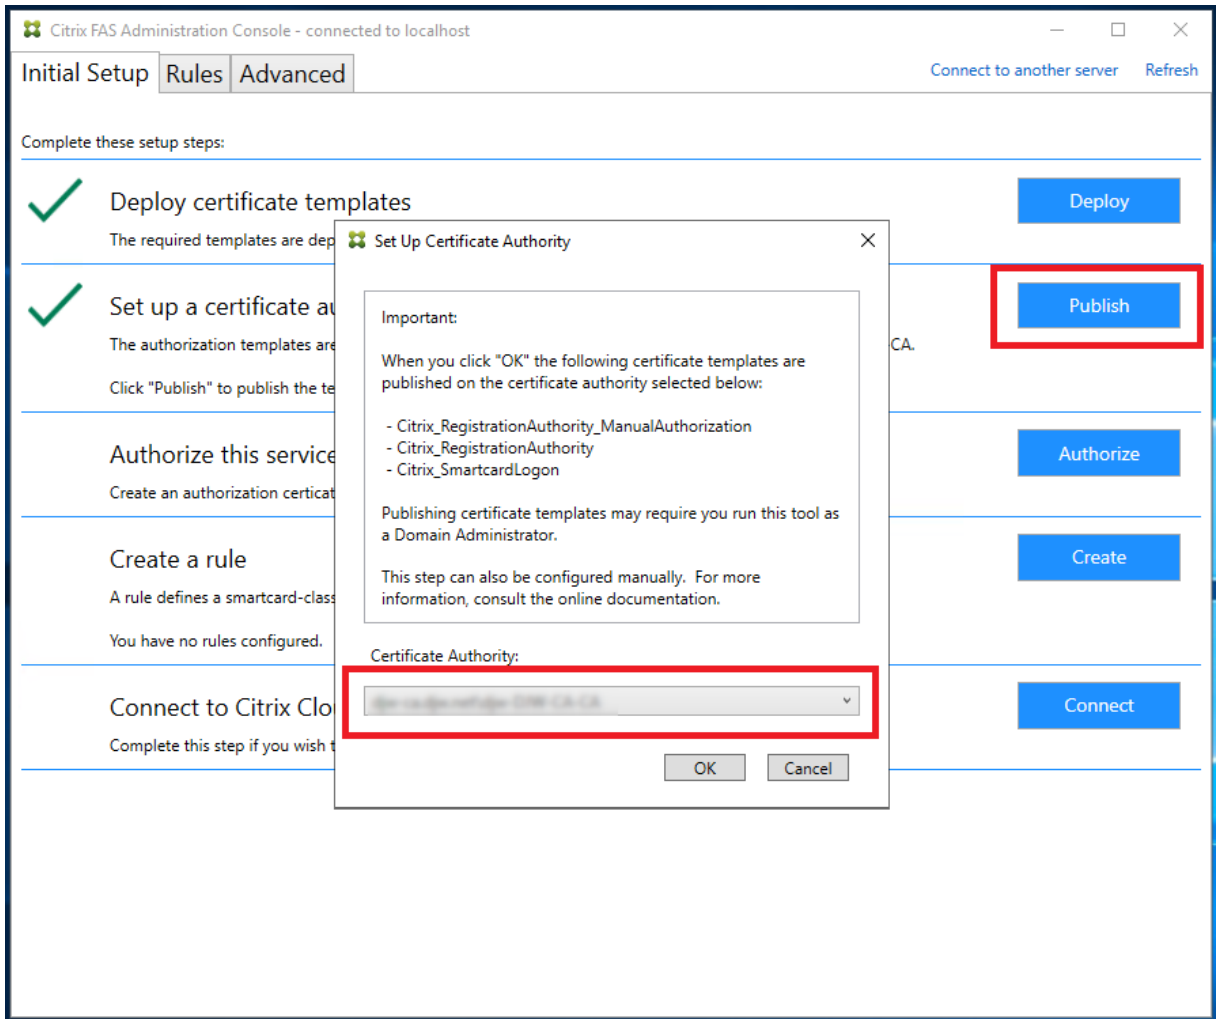 Citrix FAS Administration Console - connected to localhost
Initial Setup Rules Advanced Connect to another server Refresh
Complete these setup steps:
Deploy certificate templates
Deploy
The required templates are dep
Set up a certificate au
Publish
The authorization templates are
CA.
Click "Publish" to publish the te
Authorize this service
Authorize
Create an authorization certicat
Create a rule
Create
A rule defines a smartcard-class
You have no rules configured.
Connect to Citrix Clou
Connect
Complete this step if you wish t
Set Up Certificate Authority
Important:
When you click "OK" the following certificate templates are
published on the certificate authority selected below:
- Citrix_RegistrationAuthority_ManualAuthorization
- Citrix_RegistrationAuthority
- Citrix_SmartcardLogon
Publishing certificate templates may require you run this tool as
a Domain Administrator.
This step can also be configured manually. For more
information, consult the online documentation.
Certificate Authority:
OK Cancel